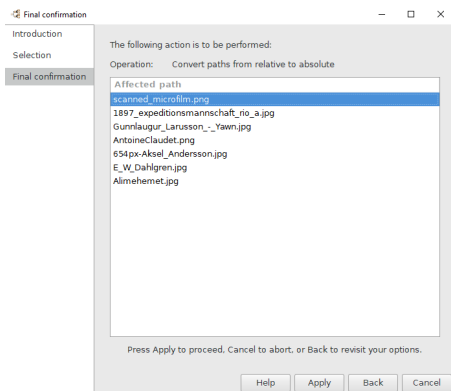 Final confirmation
Introduction
Selection
Final confirmation
The following action is to be performed:
Operation: Convert paths from relative to absolute
Affected path
scanned_microfilm.png
1897_expeditionsmannschaft_rio_a.jpg
Gunnlaugur_Larusson_-_Yawn.jpg
AntoineClaudet.png
654px-Aksel_Andersson.jpg
E_W_Dahlgren.jpg
Alimehemet.jpg
Press Apply to proceed, Cancel to abort, or Back to revisit your options.
Help Apply Back Cancel